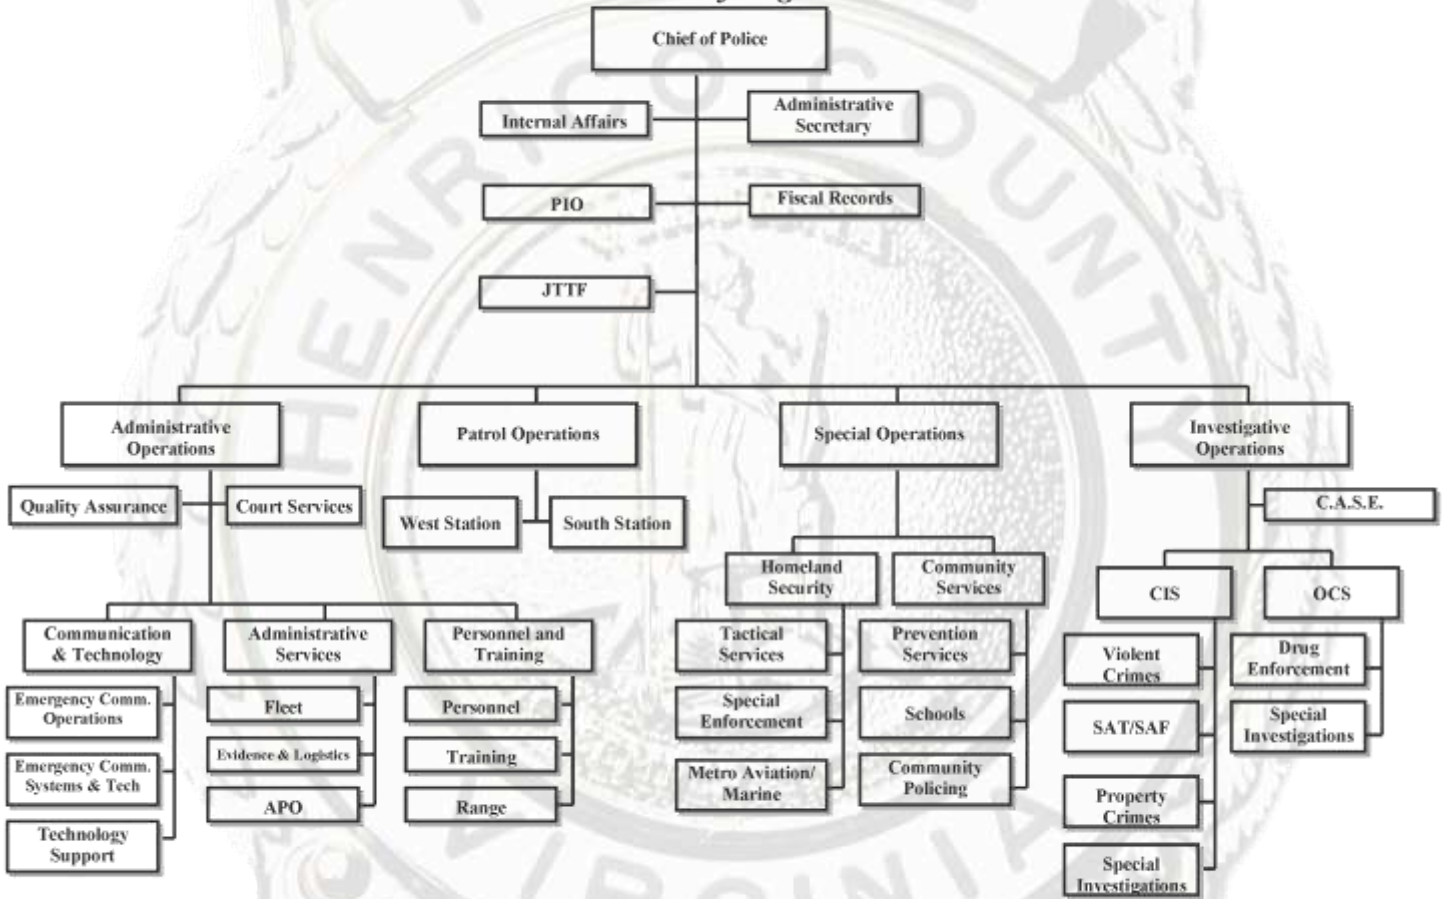 Chief of Police
Internal Affairs
Administrative
Secretary
PIO
Fiscal Records
JTTF
Administrative
Operations
Patrol Operations
Special Operations
Investigative
Operations
Quality Assurance
Court Services
West Station
South Station
C.A.S.E.
Homeland
Security
Community
Services
CIS
OCS
Communication
& Technology
Administrative
Services
Personnel and
Training
Tactical
Services
Prevention
Services
Violent
Crimes
Drug
Enforcement
Emergency Comm.
Operations
Fleet
Personnel
Special
Enforcement
Schools
SAT/SAF
Special
Investigations
Emergency Comm.
Systems & Tech
Evidence & Logistics
Training
Metro Aviation/
Marine
Community
Policing
Property
Crimes
Technology
Support
APO
Range
Special
Investigations
HENRICO COUNTY
VIRGINIA